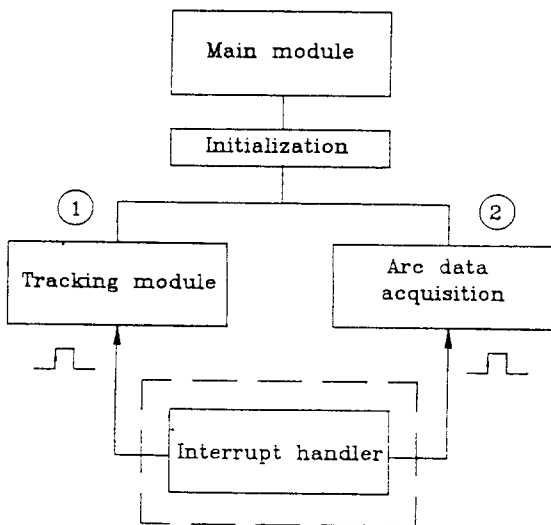 Main module
Initialization
1
2
Tracking module
Arc data
acquisition
Interrupt handler